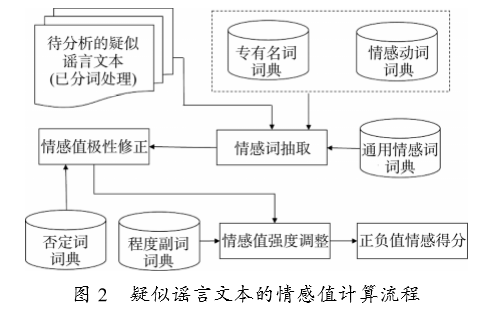 待分析的疑似
谣言文本
(已分词处理)
专有名词
词典
情感动词
词典
情感值极性修正
情感词抽取
通用情感词
词典
否定词
词典
程度副词
词典
情感值强度调整
正负值情感得分
图 2 疑似谣言文本的情感值计算流程